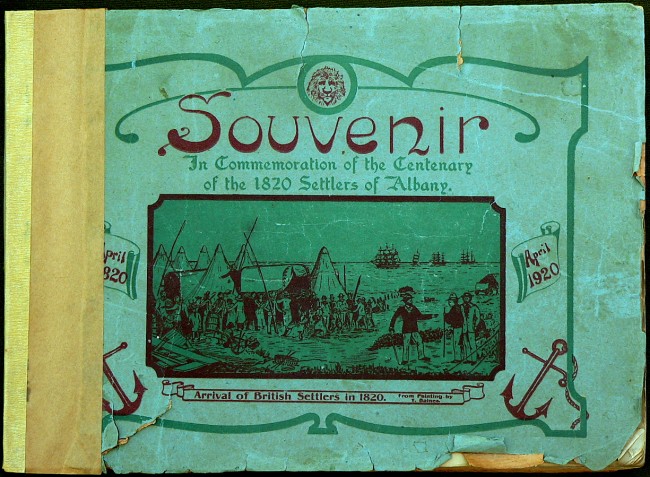 Souvenir
In Commemoration of the Centenary
of the 1820 Settlers of Albany.
April
1820
April
1920
Arrival of British Settlers in 1820.
From Painting by
T. Baines.